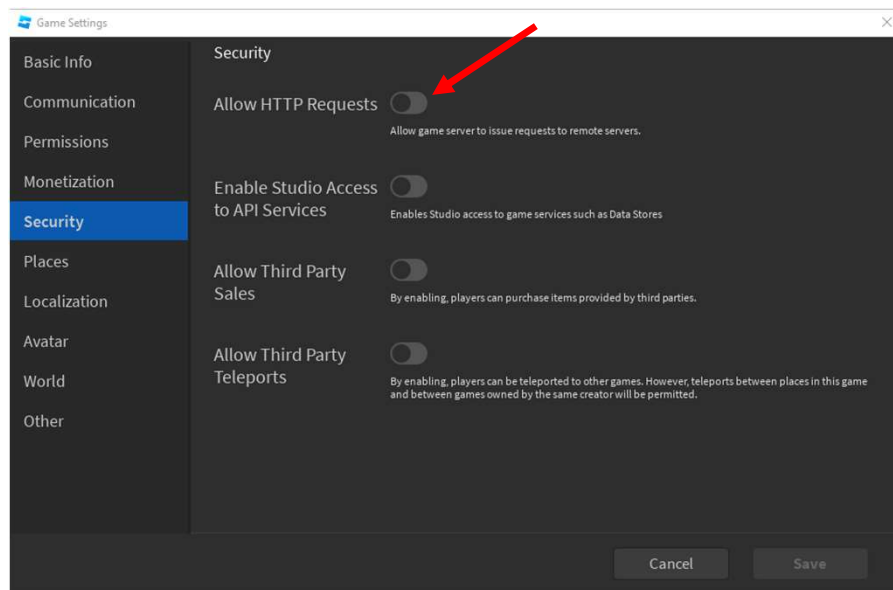 Game Settings
Basic Info
Communication
Permissions
Monetization
Security
Places
Localization
Avatar
World
Other
Security
Allow HTTP Requests
Allow game server to issue requests to remote servers.
Enable Studio Access
to API Services
Enables Studio access to game services such as Data Stores
Allow Third Party
Sales
By enabling, players can purchase items provided by third parties.
Allow Third Party
Teleports
By enabling, players can be teleported to other games. However, teleports between places in this game
and between games owned by the same creator will be permitted.
Cancel
Save